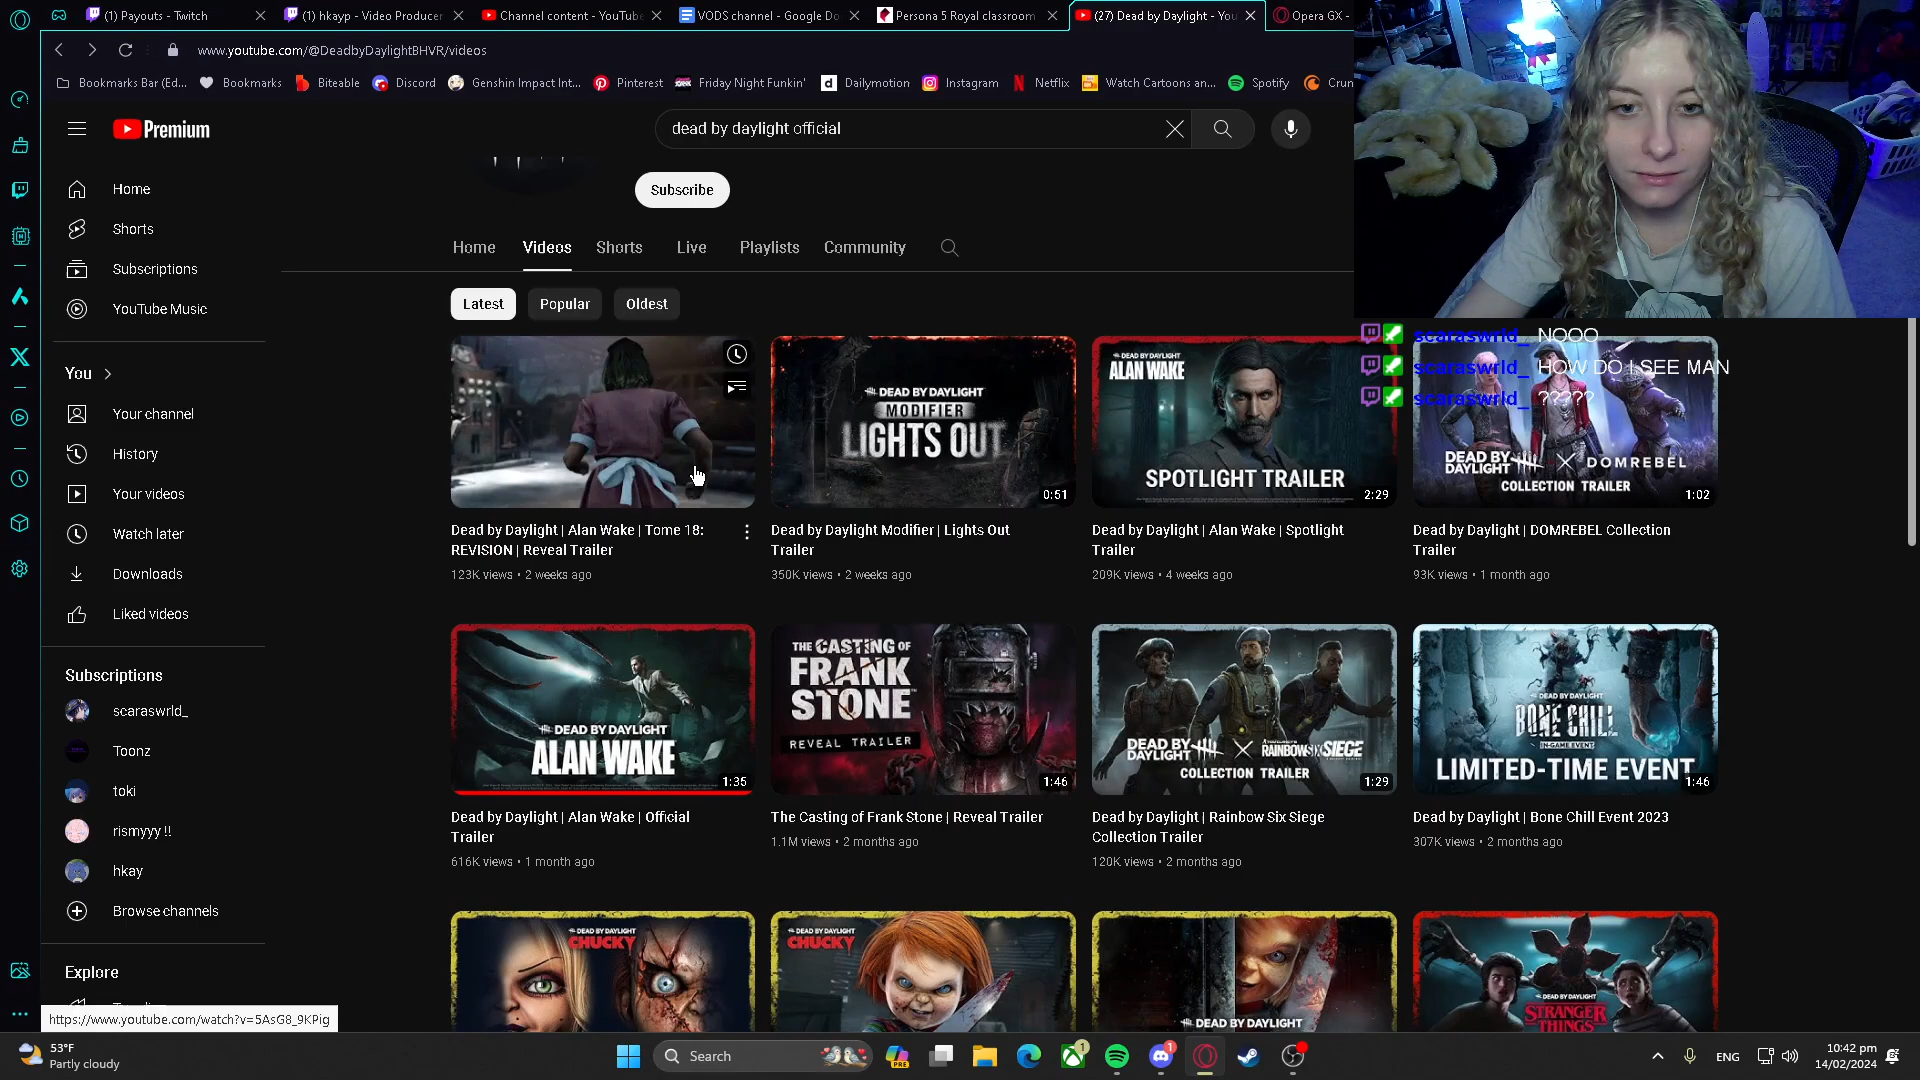 (1) Payouts - Twitch
(1) hkayp - Video Producer
Channel content - YouTube
VODS channel - Google Do
Persona 5 Royal classroom
(27) Dead by Daylight - You
Opera GX -
www.youtube.com/@DeadbyDaylightBHVR/videos
Bookmarks Bar (Ed...
Bookmarks
Biteable
Discord
Genshin Impact Int...
Pinterest
Friday Night Funkin'
Dailymotion
Instagram
Netflix
Watch Cartoons an...
Spotify
Crun
Premium
dead by daylight official
Home
Shorts
Subscriptions
YouTube Music
You
Your channel
History
Your videos
Watch later
Downloads
Liked videos
Subscriptions
scaraswrld_
Toonz
toki
rismyyy !!
hkay
Browse channels
Explore
Subscribe
Home
Videos
Shorts
Live
Playlists
Community
Latest
Popular
Oldest
DEAD BY DAYLIGHT
MODIFIER
LIGHTS OUT
0:51
DEAD BY DAYLIGHT
ALAN WAKE
SPOTLIGHT TRAILER
2:29
scaraswrld_ NOOO
scaraswrld_ HOW DO I SEE MAN
scaraswrld_ ?????
DEAD BY DAYLIGHT X DOMREBEL
COLLECTION TRAILER
1:02
Dead by Daylight | Alan Wake | Tome 18:
REVISION | Reveal Trailer
123K views • 2 weeks ago
Dead by Daylight Modifier | Lights Out
Trailer
350K views • 2 weeks ago
Dead by Daylight | Alan Wake | Spotlight
Trailer
209K views • 4 weeks ago
Dead by Daylight | DOMREBEL Collection
Trailer
93K views • 1 month ago
DEAD BY DAYLIGHT
ALAN WAKE
1:35
THE CASTING OF
FRANK
STONE
REVEAL TRAILER
1:46
DEAD BY DAYLIGHT X RAINBOW SIX SIEGE
COLLECTION TRAILER
1:29
DEAD BY DAYLIGHT
BONE CHILL
IN-GAME EVENT
LIMITED-TIME EVENT
1:46
Dead by Daylight | Alan Wake | Official
Trailer
616K views • 1 month ago
The Casting of Frank Stone | Reveal Trailer
1.1M views • 2 months ago
Dead by Daylight | Rainbow Six Siege
Collection Trailer
120K views • 2 months ago
Dead by Daylight | Bone Chill Event 2023
307K views • 2 months ago
DEAD BY DAYLIGHT
CHUCKY
DEAD BY DAYLIGHT
CHUCKY
DEAD BY DAYLIGHT
DEAD BY DAYLIGHT
STRANGER
THINGS
https://www.youtube.com/watch?v=5AsG8_9KPig
53°F
Partly cloudy
Search
PRE
1
1
ENG
10:42 pm
14/02/2024